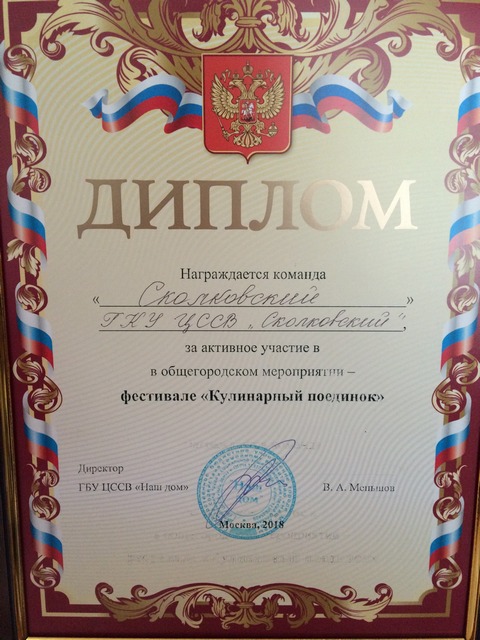 ДИПЛОМ
Награждается команда
«Сколковский»
ГКУ ЦССВ „Сколковский",
за активное участие в
в общегородском мероприятии –
фестивале «Кулинарный поединок»
Директор
ГБУ ЦССВ «Наш дом» В. А. Меньшов
Москва, 2018